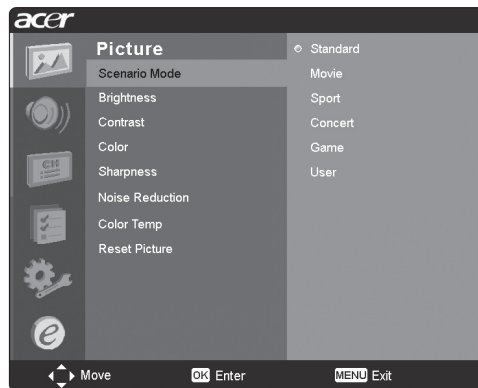 acer
Picture
Scenario Mode
Brightness
Contrast
Color
Sharpness
Noise Reduction
Color Temp
Reset Picture
Standard
Movie
Sport
Concert
Game
User
CH
e
Move OK Enter MENU Exit